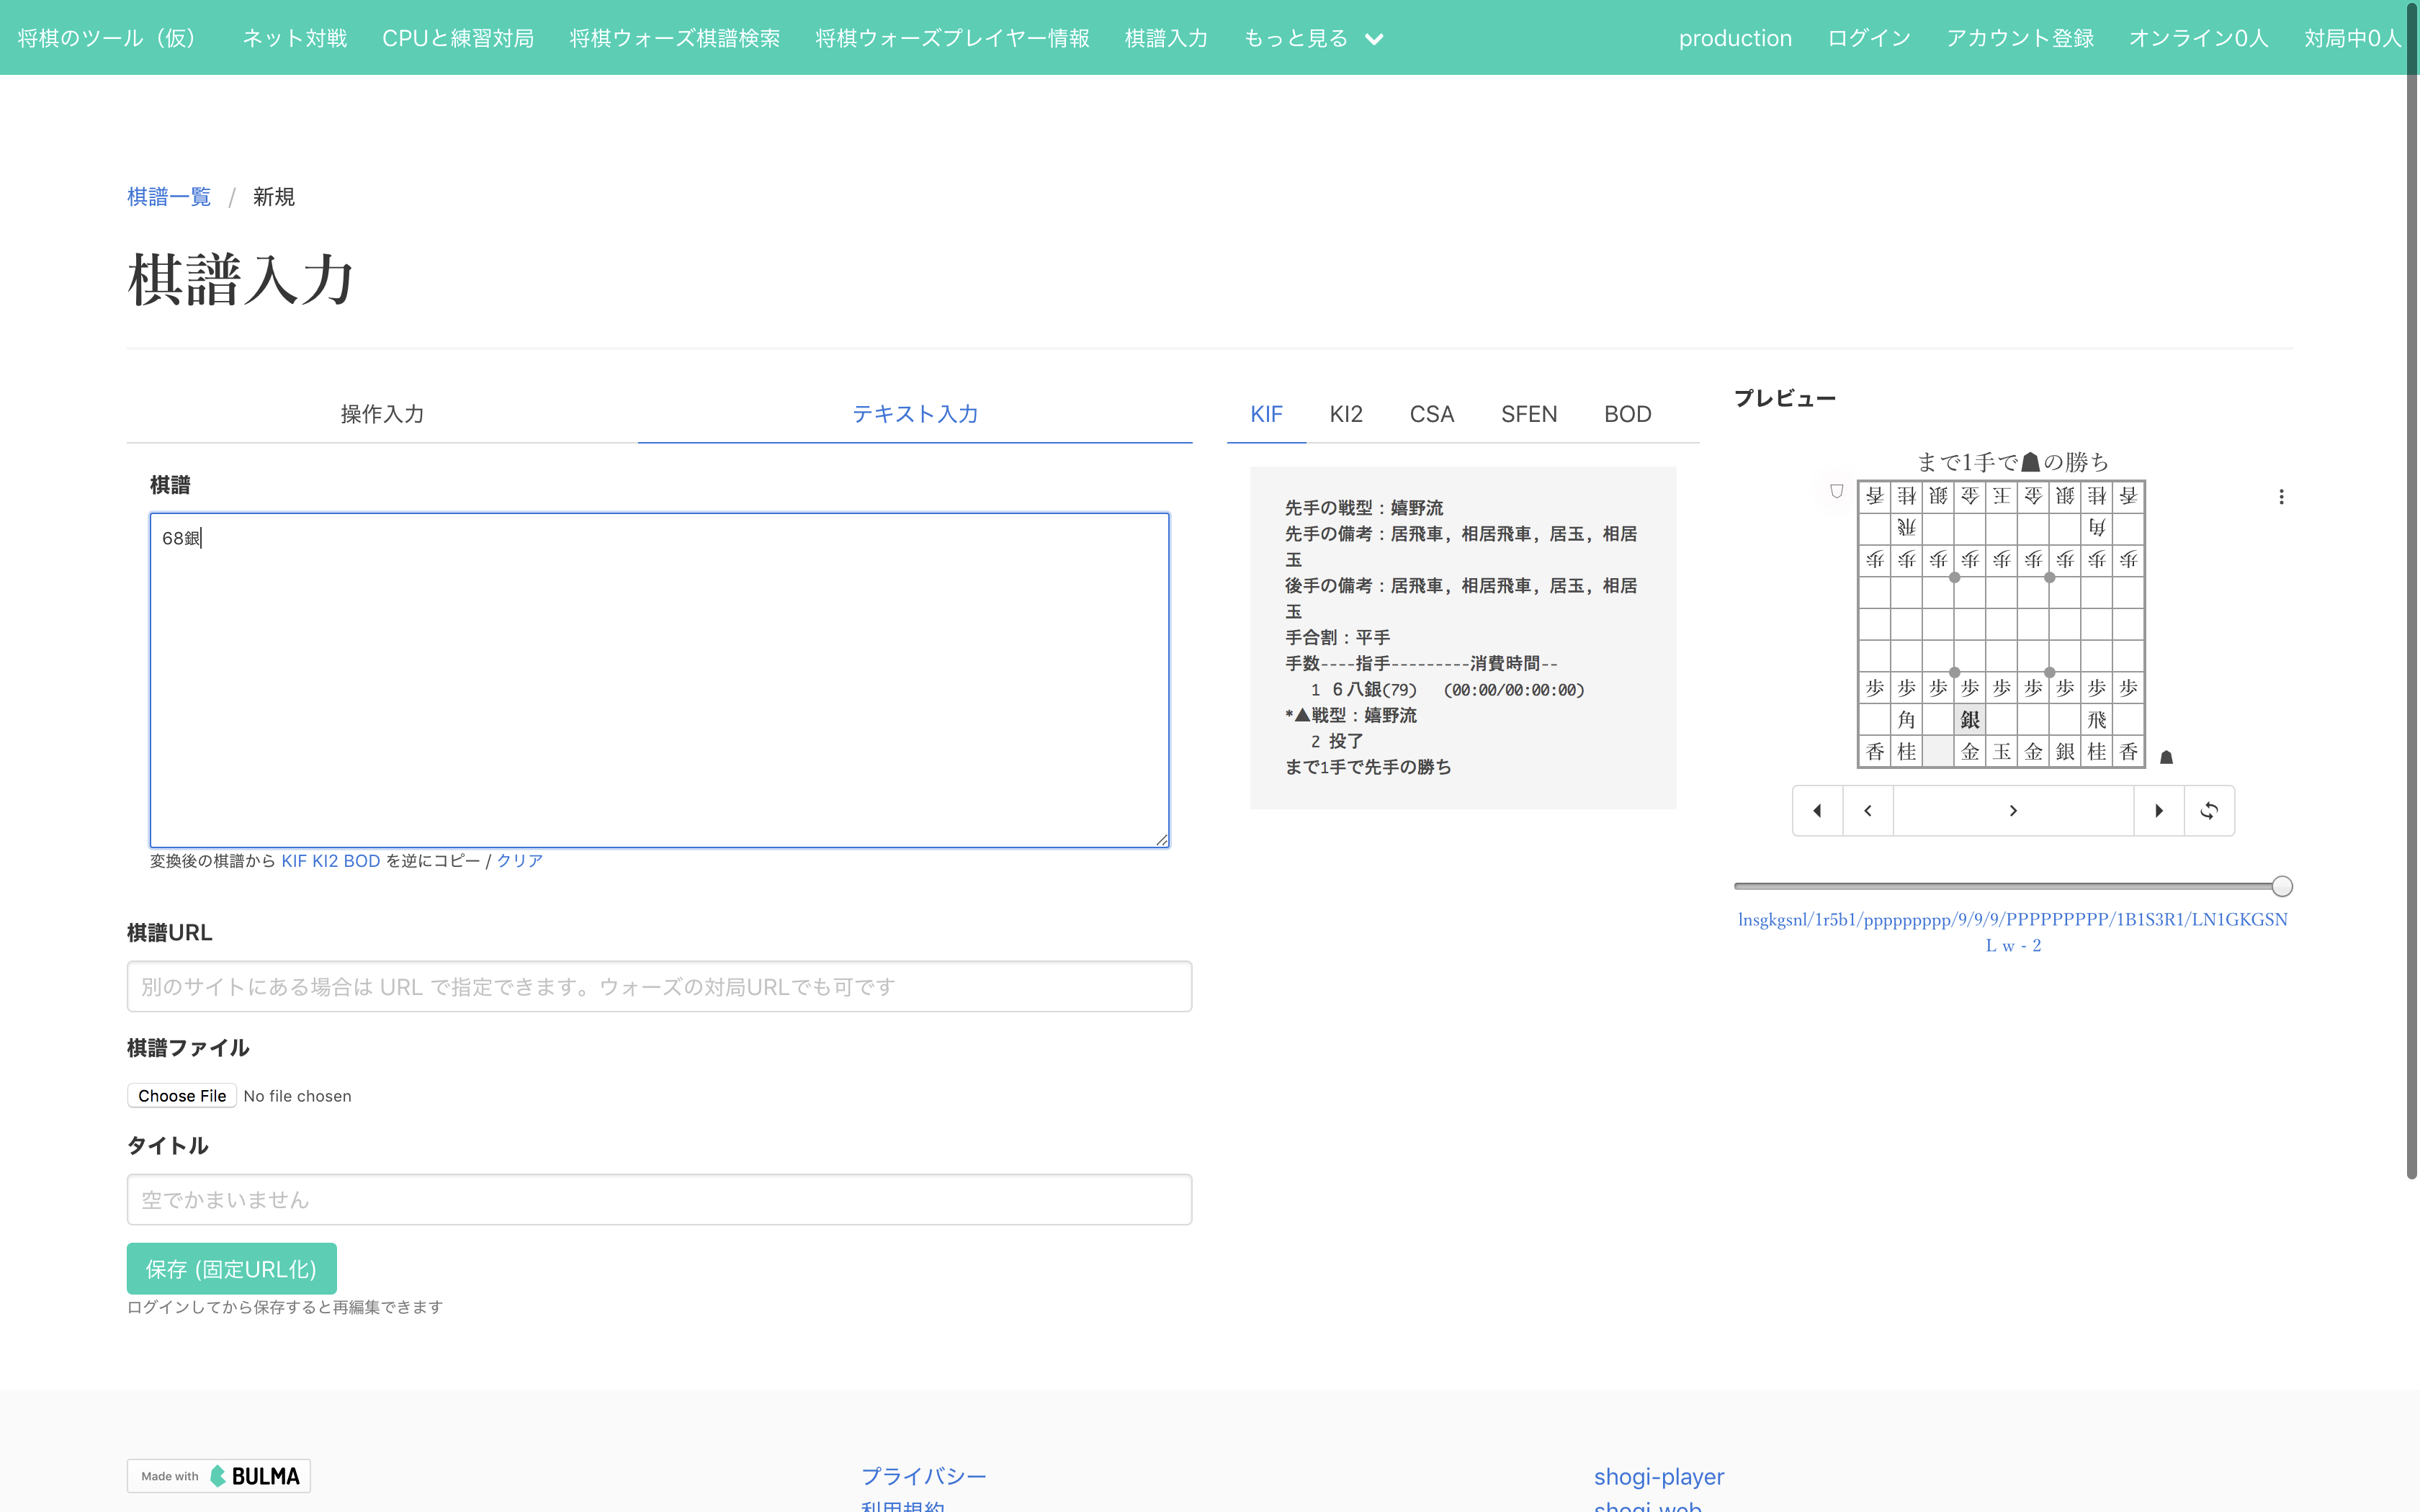 将棋のツール（仮） ネット対戦 CPUと練習対局 将棋ウォーズ棋譜検索 将棋ウォーズプレイヤー情報 棋譜入力 もっと見る production ログイン アカウント登録 オンライン0人 対局中0人
棋譜一覧 / 新規
棋譜入力
操作入力 テキスト入力
棋譜
68銀
変換後の棋譜から KIF KI2 BOD を逆にコピー / クリア
棋譜URL
別のサイトにある場合は URL で指定できます。ウォーズの対局URLでも可です
棋譜ファイル
Choose File No file chosen
タイトル
空でかまいません
保存 (固定URL化)
ログインしてから保存すると再編集できます
KIF KI2 CSA SFEN BOD
先手の戦型：嬉野流
先手の備考：居飛車, 相居飛車, 居玉, 相居
玉
後手の備考：居飛車, 相居飛車, 居玉, 相居
玉
手合割：平手
手数----指手---------消費時間--
1 ６八銀(79) (00:00/00:00:00)
*▲戦型：嬉野流
2 投了
まで1手で先手の勝ち
プレビュー
まで1手で☗の勝ち
香 桂 銀 金 玉 金 銀 桂 香
飛 角
歩 歩 歩 歩 歩 歩 歩 歩 歩
歩 歩 歩 歩 歩 歩 歩 歩 歩
角 銀 飛
香 桂 金 玉 金 銀 桂 香
lnsgkgsnl/1r5b1/ppppppppp/9/9/9/PPPPPPPPP/1B1S3R1/LN1GKGSN
L w - 2
Made with BULMA
プライバシー
利用規約
shogi-player
shogi-web